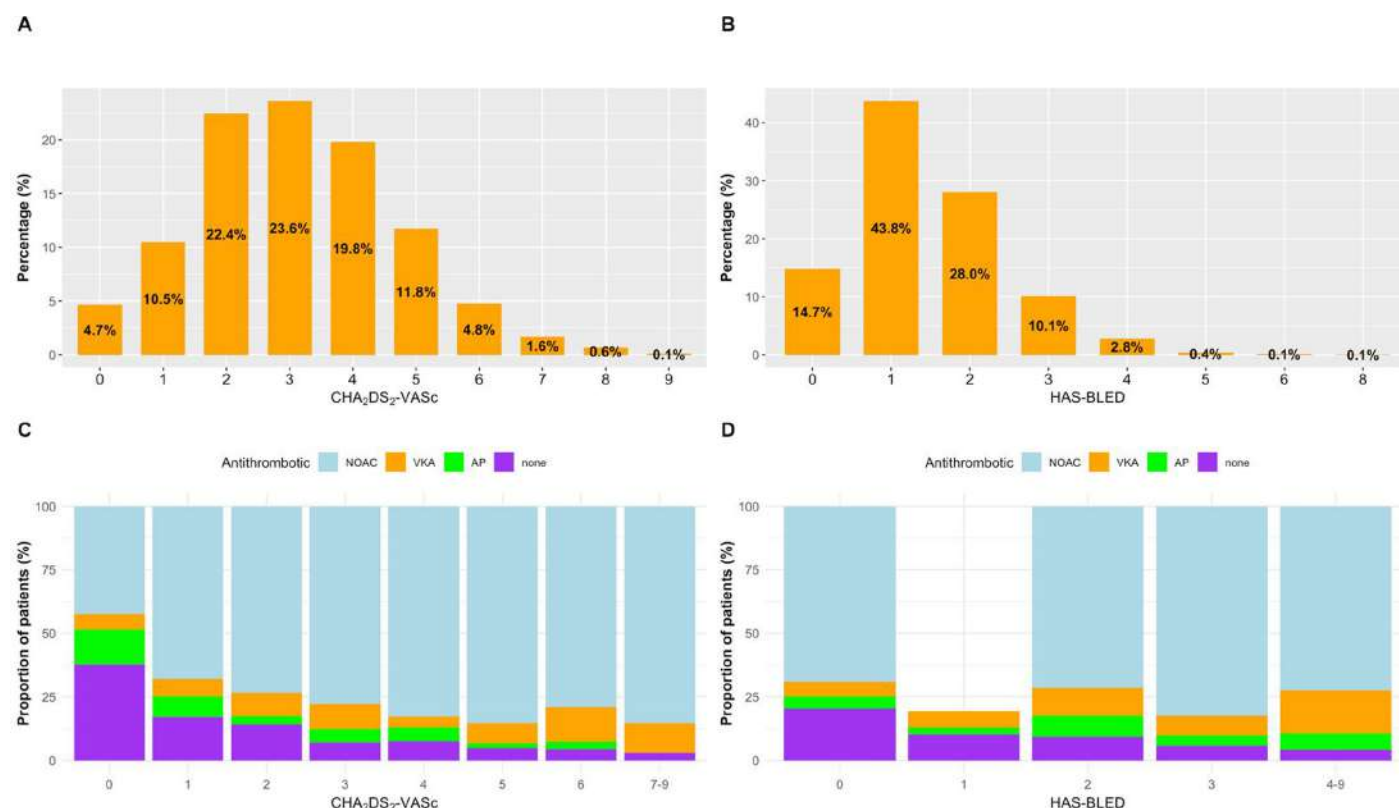 A
Percentage (%)
20
15
10
5
0
4.7%
10.5%
22.4%
23.6%
19.8%
11.8%
4.8%
1.6%
0.6%
0.1%
0 1 2 3 4 5 6 7 8 9
CHA₂DS₂-VASc
B
Percentage (%)
40
30
20
10
0
14.7%
43.8%
28.0%
10.1%
2.8%
0.4%
0.1%
0.1%
0 1 2 3 4 5 6 8
HAS-BLED
C
Antithrombotic NOAC VKA AP none
Proportion of patients (%)
100
75
50
25
0
0 1 2 3 4 5 6 7-9
CHA₂DS₂-VASc
D
Antithrombotic NOAC VKA AP none
Proportion of patients (%)
100
75
50
25
0
0 1 2 3 4-9
HAS-BLED